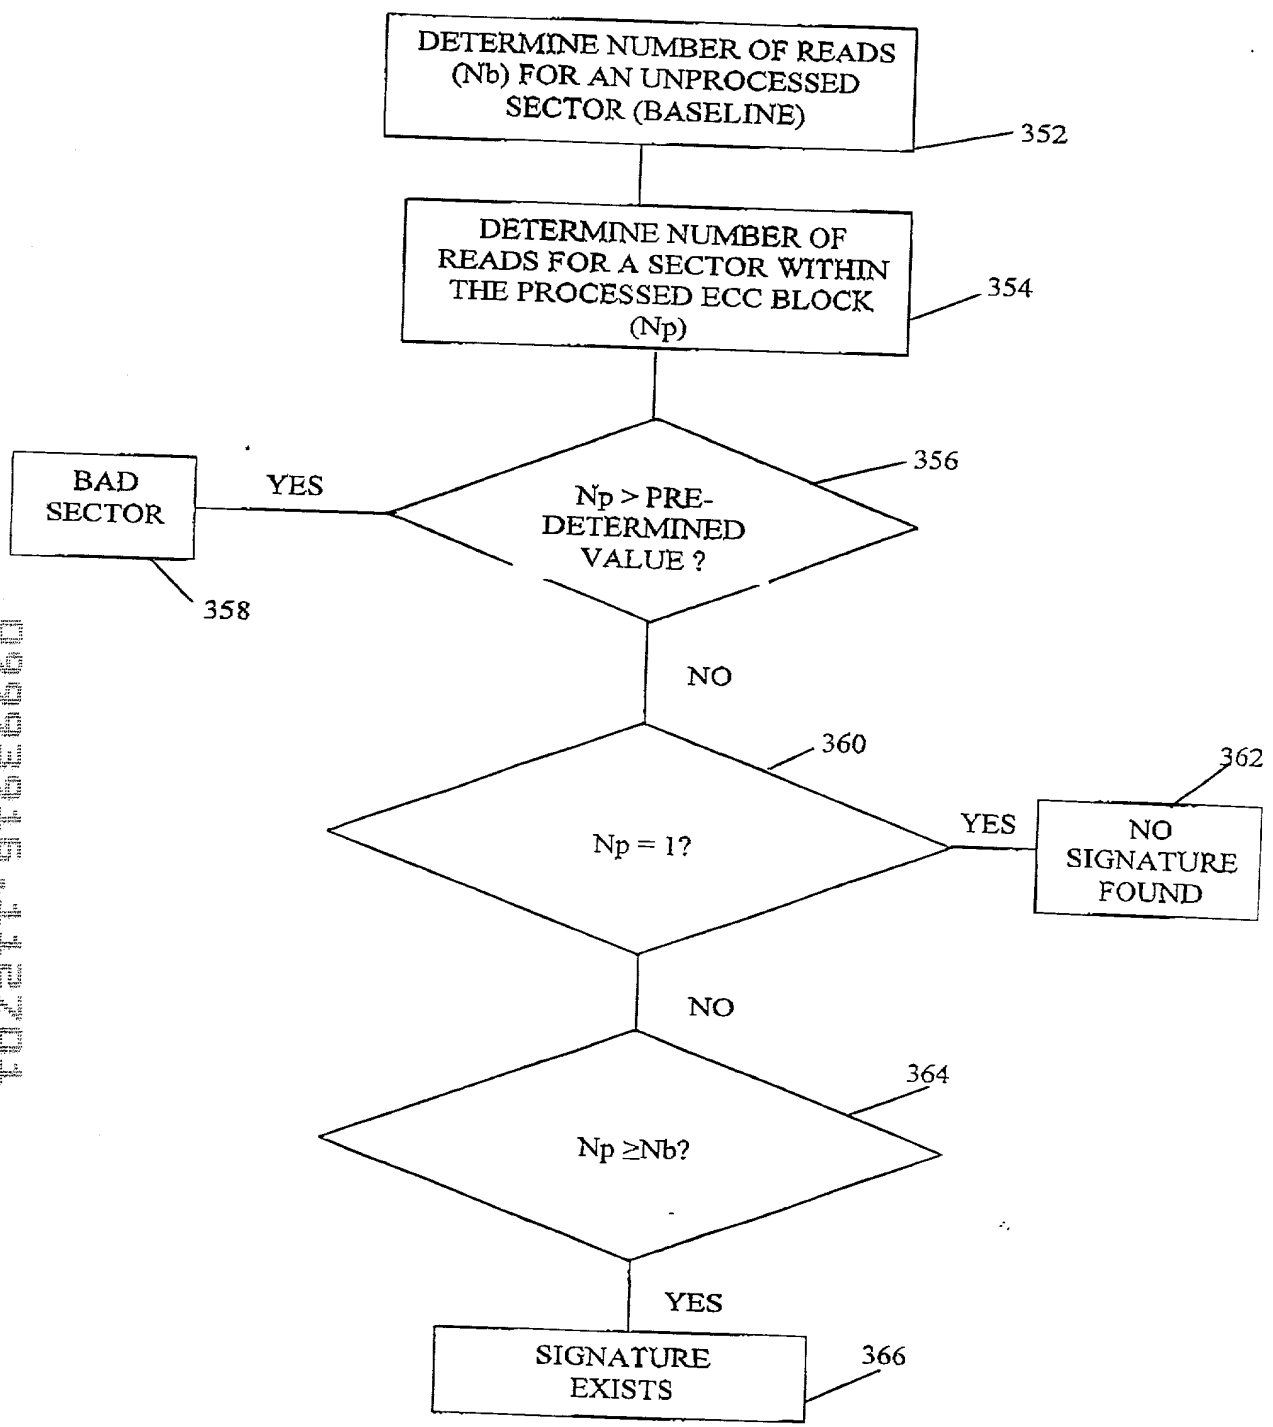 DETERMINE NUMBER OF READS
(Nb) FOR AN UNPROCESSED
SECTOR (BASELINE)
352
DETERMINE NUMBER OF
READS FOR A SECTOR WITHIN
THE PROCESSED ECC BLOCK
(Np)
354
356
Np > PRE-
DETERMINED
VALUE ?
YES
BAD
SECTOR
358
NO
360
Np = 1?
YES
362
NO
SIGNATURE
FOUND
NO
364
Np ≥Nb?
YES
SIGNATURE
EXISTS
366